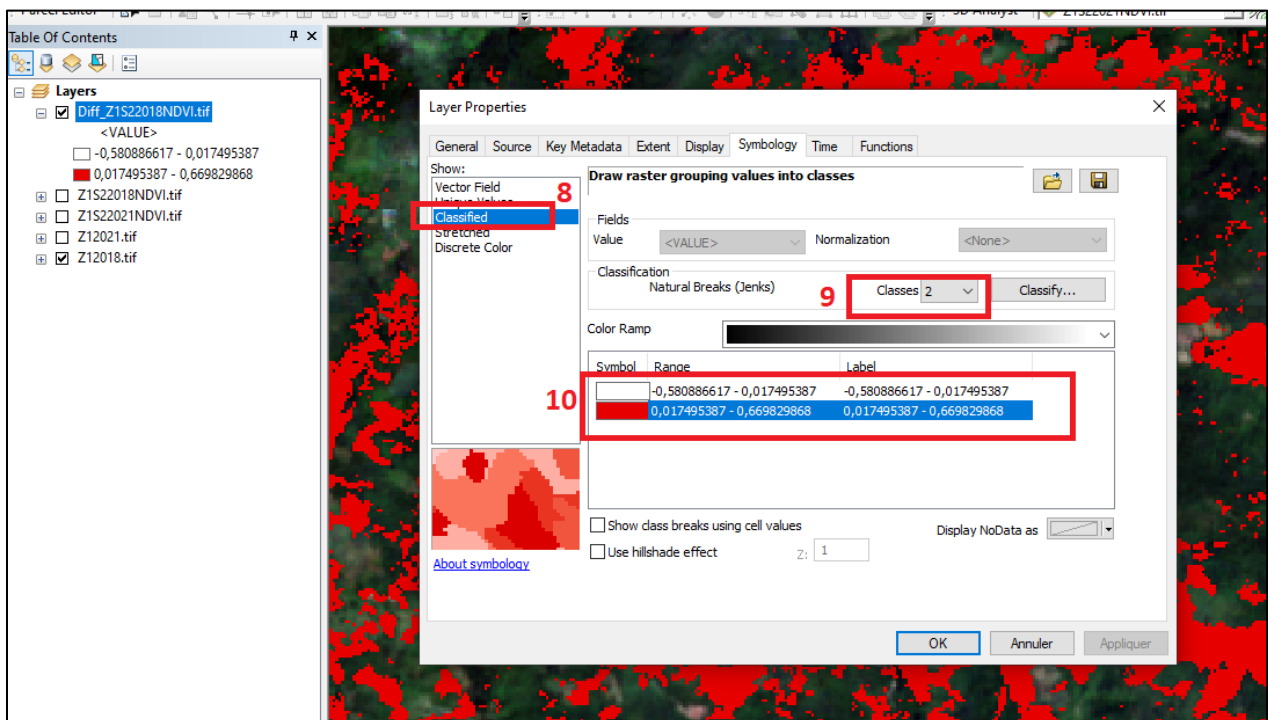 Parcel Editor
3D Analyst
Z1S22021NDVI.tif
Table Of Contents
Layers
Diff_Z1S22018NDVI.tif
<VALUE>
-0,580886617 - 0,017495387
0,017495387 - 0,669829868
Z1S22018NDVI.tif
Z1S22021NDVI.tif
Z12021.tif
Z12018.tif
Layer Properties
General Source Key Metadata Extent Display Symbology Time Functions
Show:
Vector Field
Unique Values
Classified
Stretched
Discrete Color
8
About symbology
Draw raster grouping values into classes
Fields
Value <VALUE> Normalization <None>
Classification
Natural Breaks (Jenks) 9 Classes 2 Classify...
Color Ramp
Symbol Range Label
10
-0,580886617 - 0,017495387 -0,580886617 - 0,017495387
0,017495387 - 0,669829868 0,017495387 - 0,669829868
Show class breaks using cell values Display NoData as
Use hillshade effect Z: 1
OK Annuler Appliquer